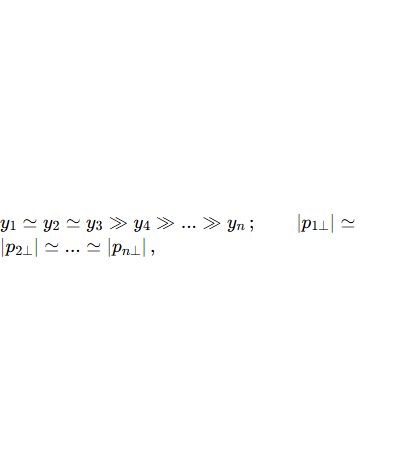 y₁ ≃ y₂ ≃ y₃ ≫ y₄ ≫ ... ≫ yₙ ; |p₁⊥| ≃
|p₂⊥| ≃ ... ≃ |pₙ⊥| ,